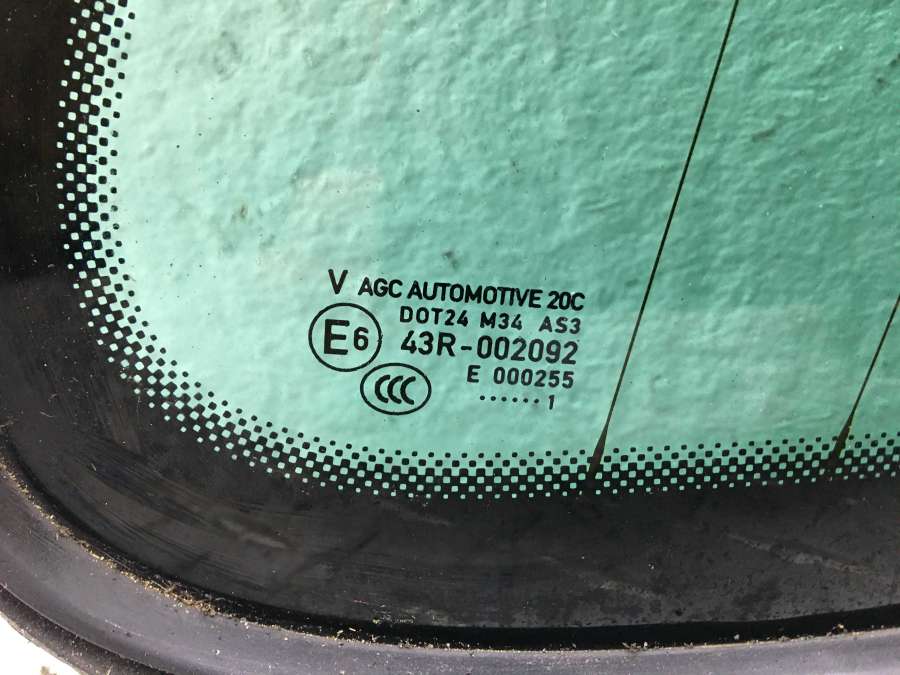 V AGC AUTOMOTIVE 20C
DOT24 M34 AS3
E6 43R-002092
CCC E 000255
......1